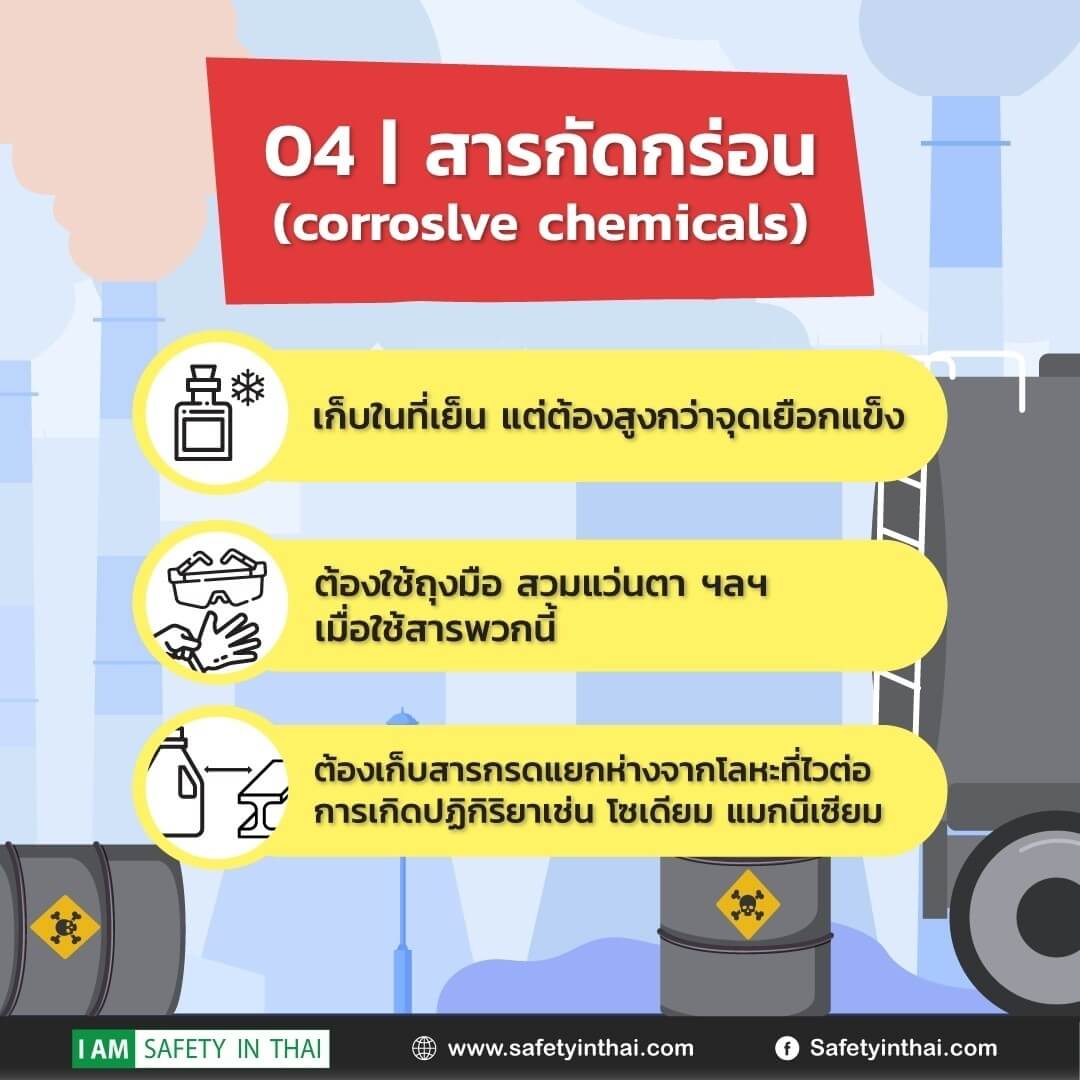 04 | สารกัดกร่อน
(corroslve chemicals)
เก็บในที่เย็น แต่ต้องสูงกว่าจุดเยือกแข็ง
ต้องใช้ถุงมือ สวมแว่นตา ฯลฯ
เมื่อใช้สารพวกนี้
ต้องเก็บสารกรดแยกห่างจากโลหะที่ไวต่อ
การเกิดปฏิกิริยาเช่น โซเดียม แมกนีเซียม
I AM SAFETY IN THAI
www.safetyinthai.com
Safetyinthai.com